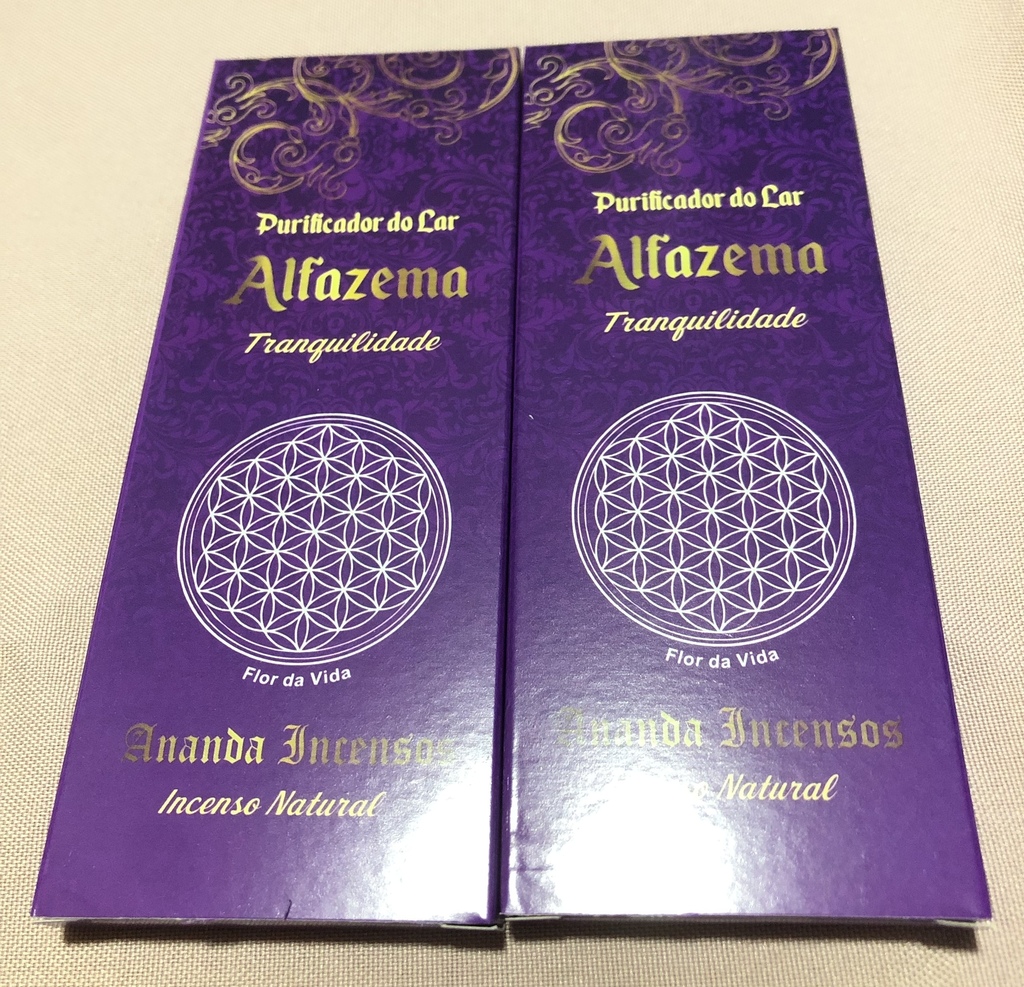 Purificador do Lar
Alfazema
Tranquilidade
Flor da Vida
Ananda Incensos
Incenso Natural
Purificador do Lar
Alfazema
Tranquilidade
Flor da Vida
Ananda Incensos
Natural